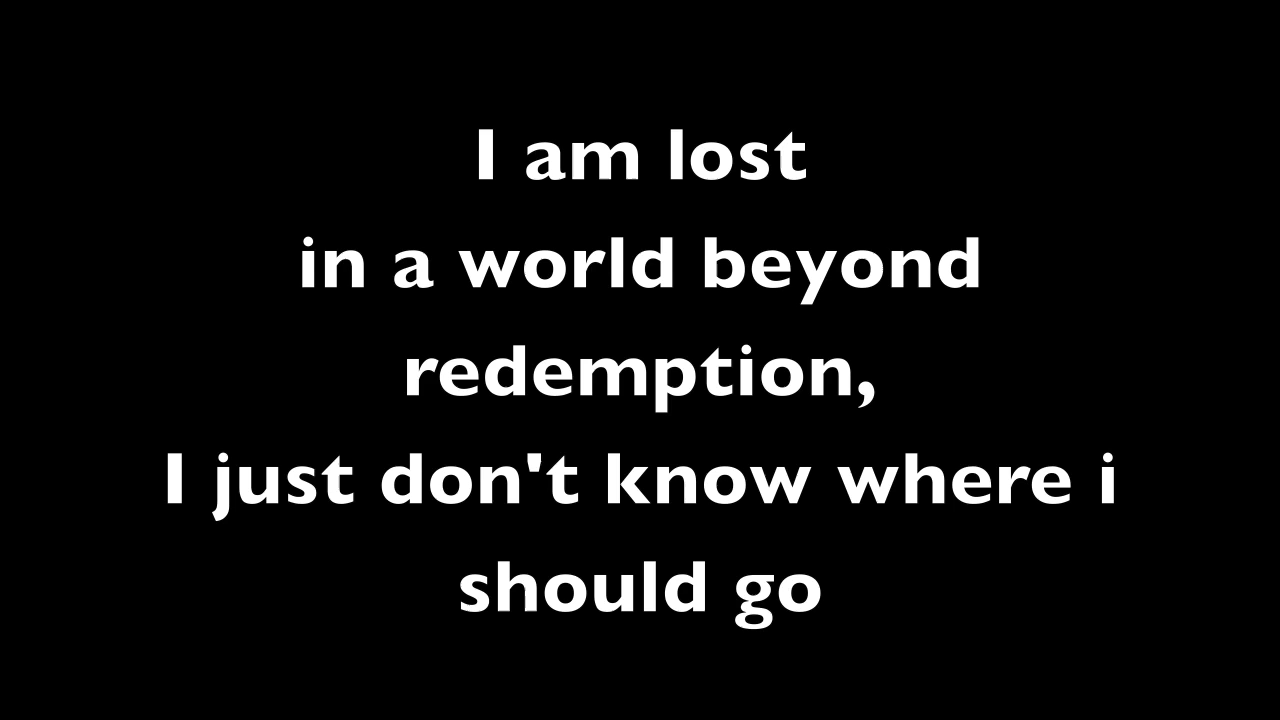 I am lost
in a world beyond
redemption,
I just don't know where i
should go